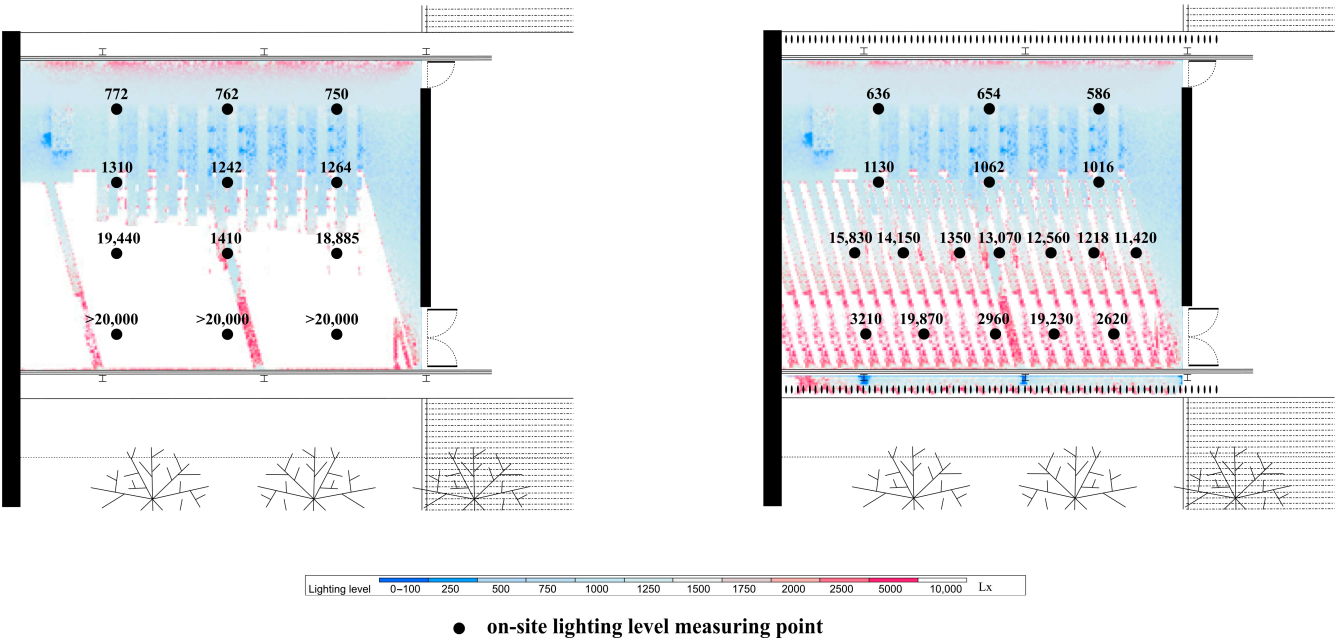 772 762 750
636 654 586
1310 1242 1264
1130 1062 1016
19,440 1410 18,885
15,830 14,150 1350 13,070 12,560 1218 11,420
>20,000 >20,000 >20,000
3210 19,870 2960 19,230 2620
Lighting level 0–100 250 500 750 1000 1250 1500 1750 2000 2500 5000 10,000 Lx
on-site lighting level measuring point